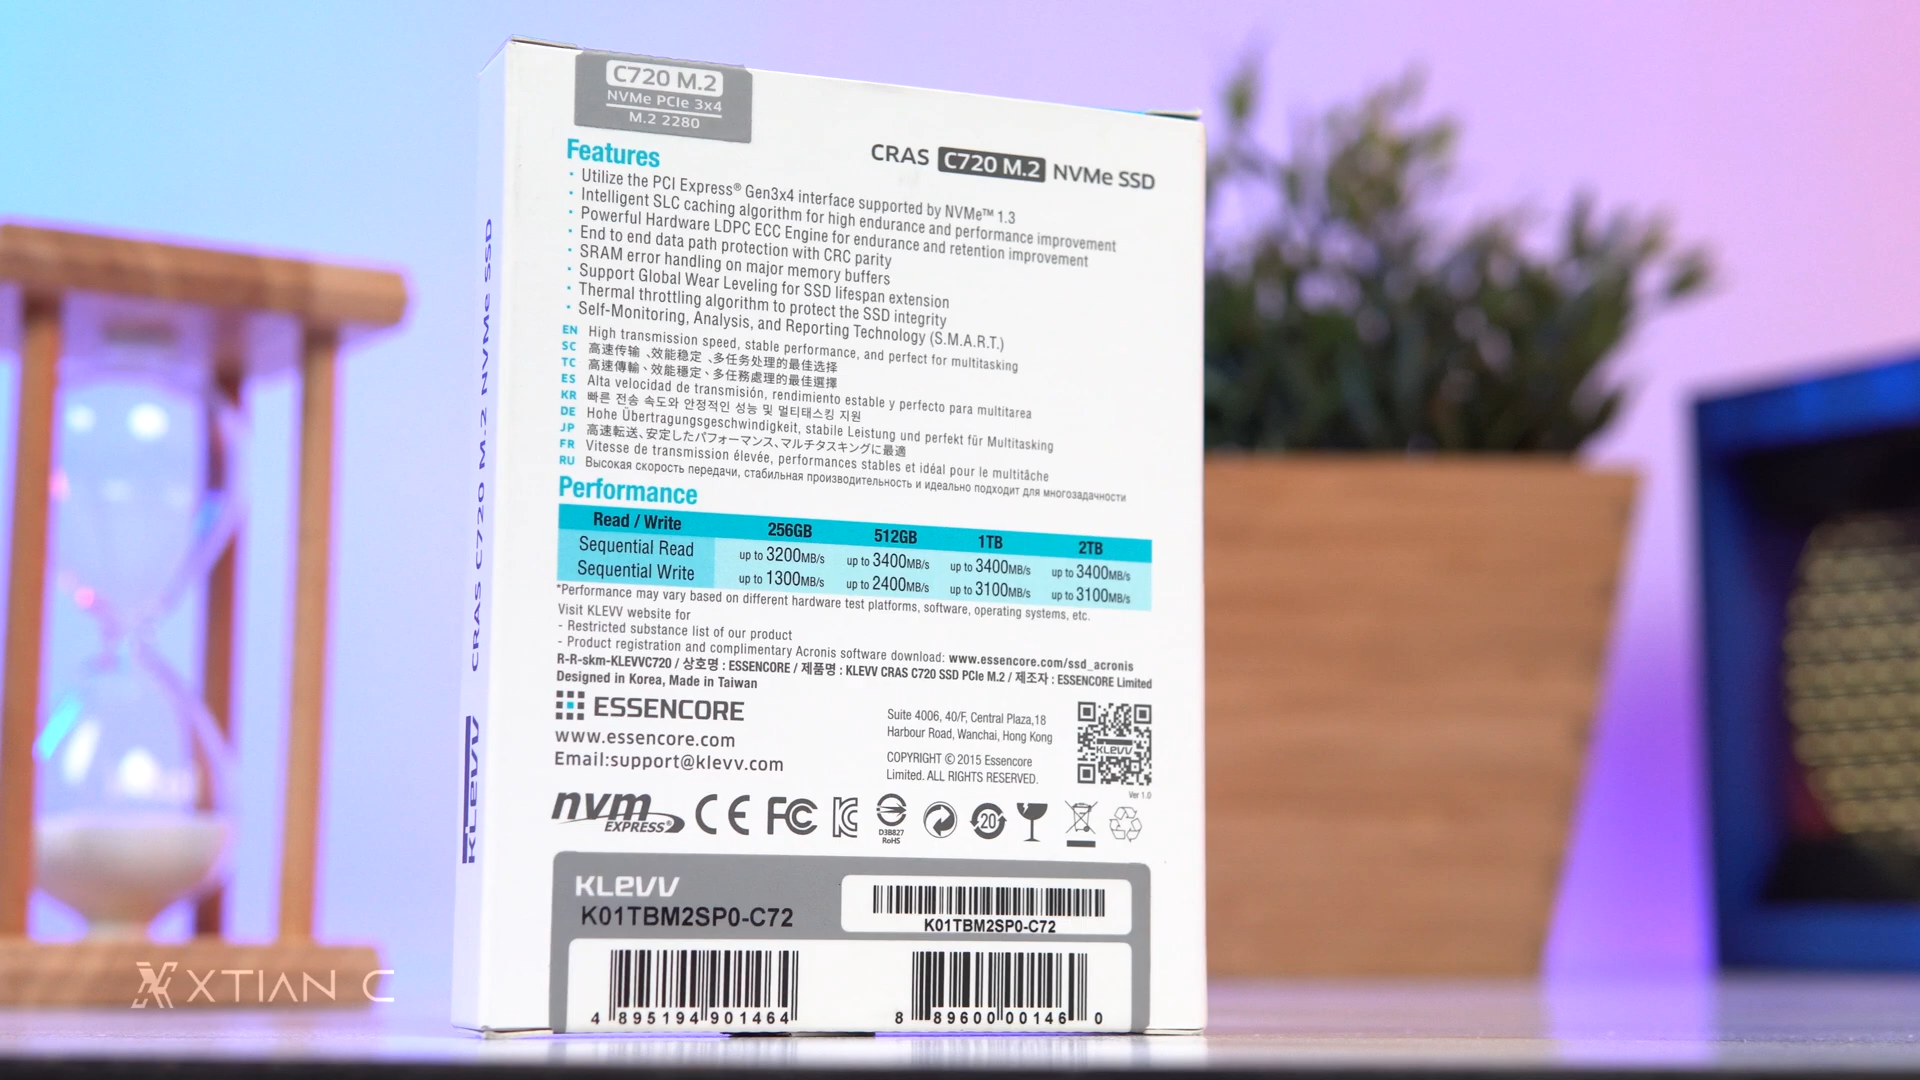 C720 M.2
NVMe PCIe 3x4
M.2 2280
CRAS C720 M.2 NVMe SSD
Features
· Utilize the PCI Express® Gen3x4 interface supported by NVMe™ 1.3
· Intelligent SLC caching algorithm for high endurance and performance improvement
· Powerful Hardware LDPC ECC Engine for endurance and retention improvement
· End to end data path protection with CRC parity
· SRAM error handling on major memory buffers
· Support Global Wear Leveling for SSD lifespan extension
· Thermal throttling algorithm to protect the SSD integrity
· Self-Monitoring, Analysis, and Reporting Technology (S.M.A.R.T.)
EN High transmission speed, stable performance, and perfect for multitasking
SC 高速传输、效能稳定、多任务处理的最佳选择
TC 高速傳輸、效能穩定、多任務處理的最佳選擇
ES Alta velocidad de transmisión, rendimiento estable y perfecto para multitarea
KR 빠른 전송 속도와 안정적인 성능 및 멀티태스킹 지원
DE Hohe Übertragungsgeschwindigkeit, stabile Leistung und perfekt für Multitasking
JP 高速転送、安定したパフォーマンス、マルチタスキングに最適
FR Vitesse de transmission élevée, performances stables et idéal pour le multitâche
RU Высокая скорость передачи, стабильная производительность и идеально подходит для многозадачности
Performance
Read / Write 256GB 512GB 1TB 2TB
Sequential Read up to 3200MB/s up to 3400MB/s up to 3400MB/s up to 3400MB/s
Sequential Write up to 1300MB/s up to 2400MB/s up to 3100MB/s up to 3100MB/s
*Performance may vary based on different hardware test platforms, software, operating systems, etc.
Visit KLEVV website for
- Restricted substance list of our product
- Product registration and complimentary Acronis software download: www.essencore.com/ssd_acronis
R-R-skm-KLEVVC720 / 상호명 : ESSENCORE / 제품명 : KLEVV CRAS C720 SSD PCIe M.2 / 제조자 : ESSENCORE Limited
Designed in Korea, Made in Taiwan
ESSENCORE
www.essencore.com
Email:support@klevv.com
Suite 4006, 40/F, Central Plaza,18
Harbour Road, Wanchai, Hong Kong
COPYRIGHT © 2015 Essencore
Limited. ALL RIGHTS RESERVED.
KLEVV
Ver 1.0
nvm EXPRESS®
CE FC
D3B827
RoHS
20
KLEVV
K01TBM2SP0-C72
K01TBM2SP0-C72
4 895194 901464
8 89600 00146 0
KLEVV CRAS C720 M.2 NVMe SSD
XTIAN C